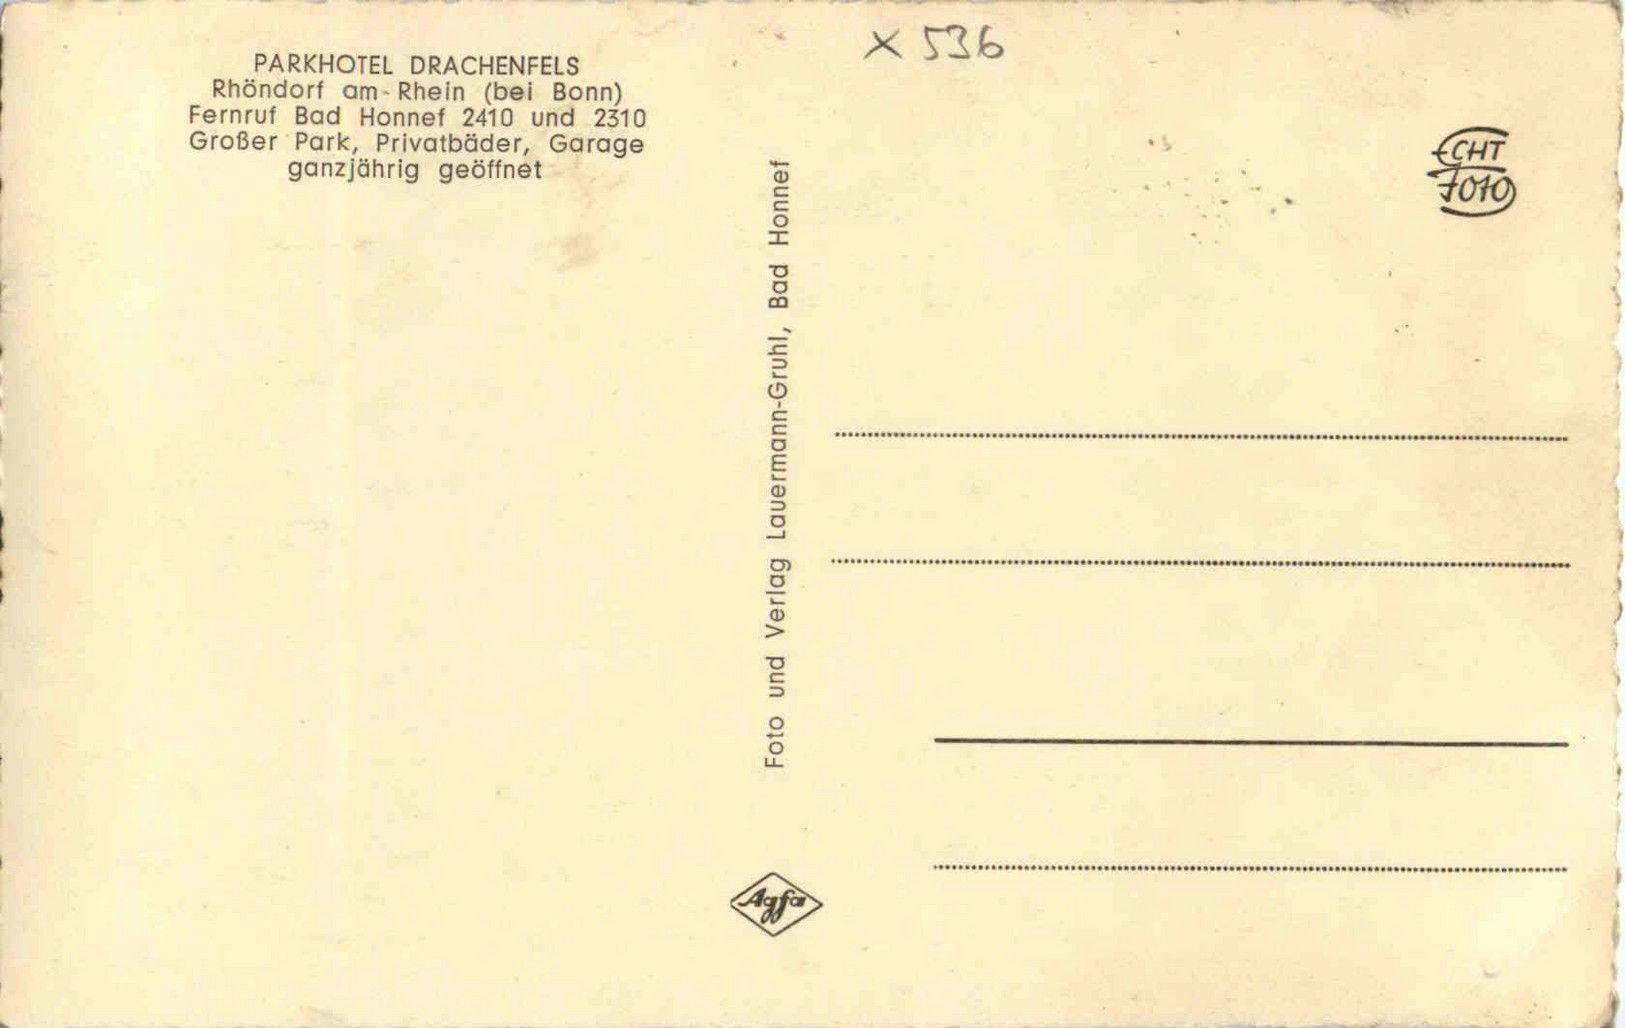 PARKHOTEL DRACHENFELS
Rhöndorf am Rhein (bei Bonn)
Fernruf Bad Honnef 2410 und 2310
Großer Park, Privatbäder, Garage
ganzjährig geöffnet
Foto und Verlag Lauermann-Gruhl, Bad Honnef
Agfa
x 536
ECHT
FOTO